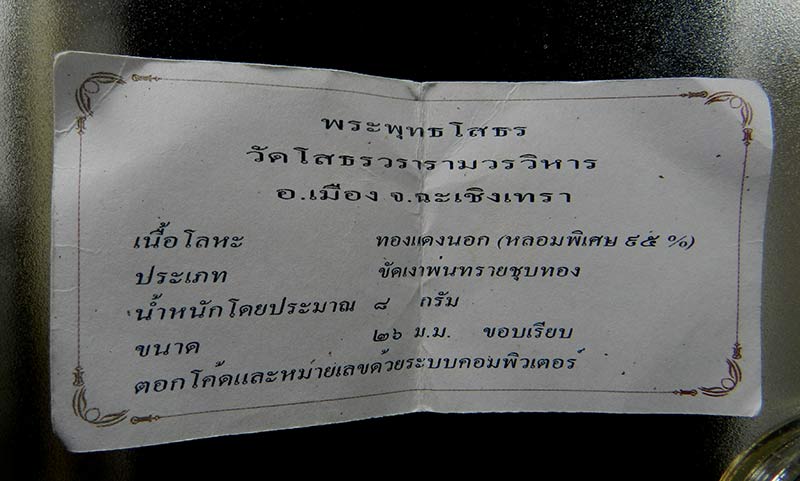 พระพุทธโสธร
วัดโสธรวรารามวรวิหาร
อ.เมือง จ.ฉะเชิงเทรา
เนื้อโลหะ ทองแดงนอก (หลอมพิเศษ ๙๕ %)
ประเภท ขัดเงาพ่นทรายชุบทอง
น้ำหนักโดยประมาณ ๘ กรัม
ขนาด ๒๖ ม.ม. ขอบเรียบ
ตอกโค้ดและหมายเลขด้วยระบบคอมพิวเตอร์